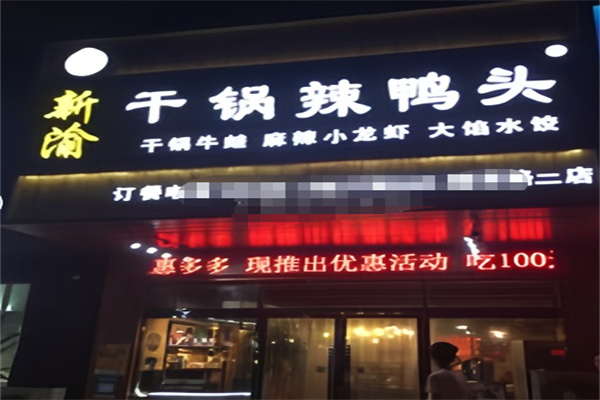 新渝
干锅辣鸭头
干锅牛蛙 麻辣小龙虾 大馅水饺
订餐电
二店
惠多多 现推出优惠活动 吃100